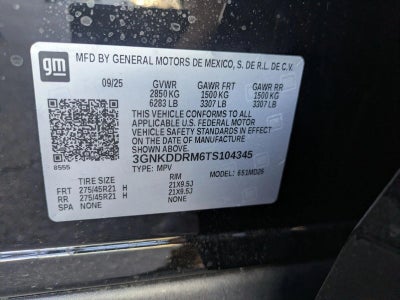 gm
MFD BY GENERAL MOTORS DE MEXICO, S. DE R.L. DE C.V.
09/25 GVWR GAWR FRT GAWR RR
2850 KG 1500 KG 1500 KG
6283 LB 3307 LB 3307 LB
THIS VEHICLE CONFORMS TO ALL
APPLICABLE U.S. FEDERAL MOTOR
VEHICLE SAFETY STANDARDS IN EFFECT
ON THE DATE OF MANUFACTURE SHOWN ABOVE.
3GNKDDRM6TS104345
8555 TYPE: MPV MODEL: 6S1MD26
TIRE SIZE RIM
FRT 275/45R21 H 21X9.5J
RR 275/45R21 H 21X9.5J
SPA NONE NONE